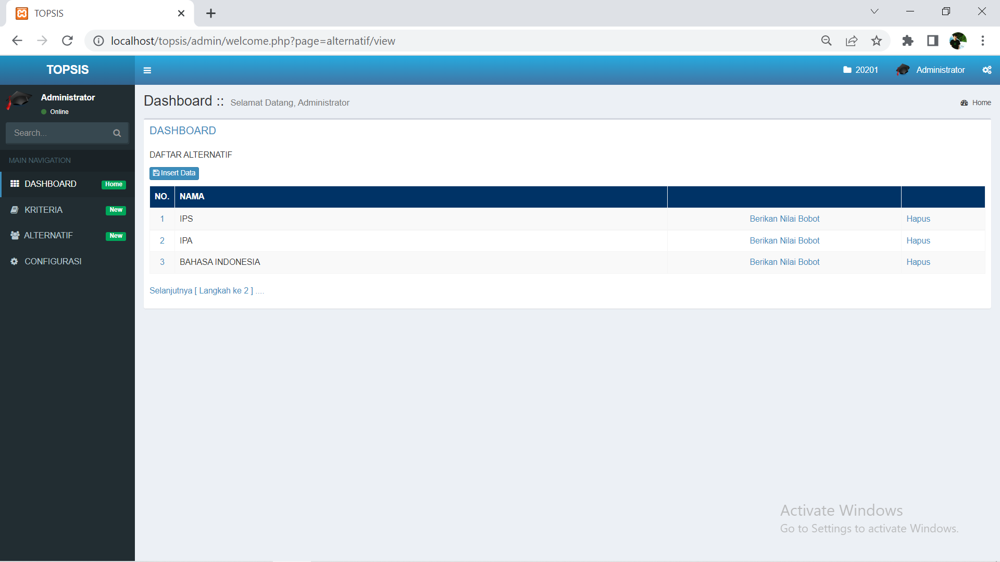 TOPSIS
localhost/topsis/admin/welcome.php?page=alternatif/view
TOPSIS
20201
Administrator
Administrator
Online
Search...
MAIN NAVIGATION
DASHBOARD Home
KRITERIA New
ALTERNATIF New
CONFIGURASI
Dashboard :: Selamat Datang, Administrator
Home
DASHBOARD
DAFTAR ALTERNATIF
Insert Data
NO. NAMA
1 IPS Berikan Nilai Bobot Hapus
2 IPA Berikan Nilai Bobot Hapus
3 BAHASA INDONESIA Berikan Nilai Bobot Hapus
Selanjutnya [ Langkah ke 2 ] ....
Activate Windows
Go to Settings to activate Windows.